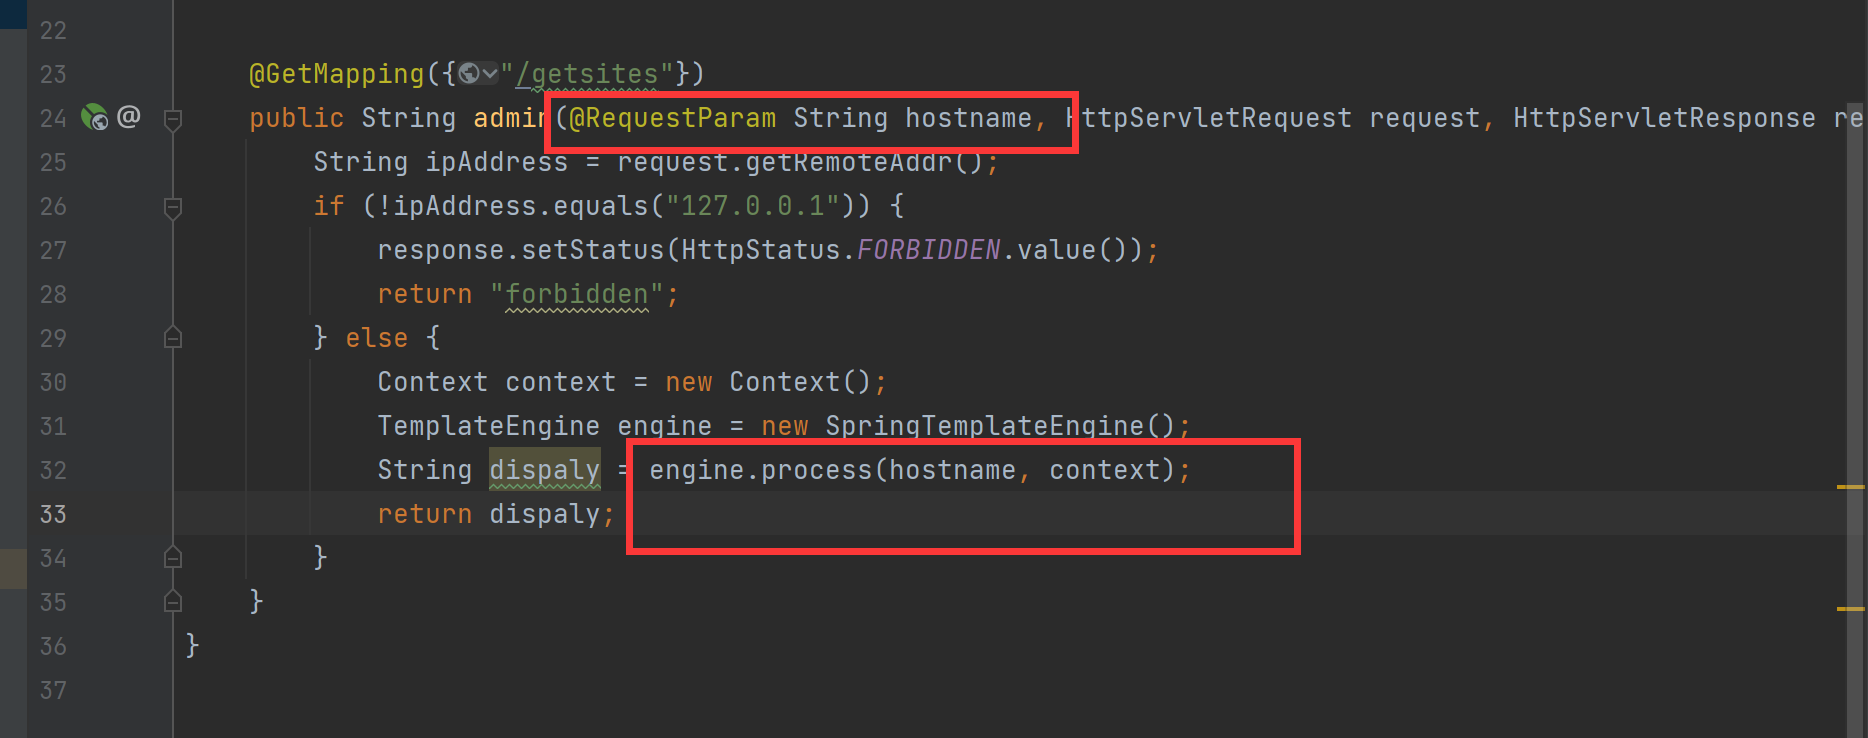 22
23 @GetMapping({"/getsites"})
24 @ public String admin(@RequestParam String hostname, HttpServletRequest request, HttpServletResponse re
25 String ipAddress = request.getRemoteAddr();
26 if (!ipAddress.equals("127.0.0.1")) {
27 response.setStatus(HttpStatus.FORBIDDEN.value());
28 return "forbidden";
29 } else {
30 Context context = new Context();
31 TemplateEngine engine = new SpringTemplateEngine();
32 String dispaly = engine.process(hostname, context);
33 return dispaly;
34 }
35 }
36 }
37